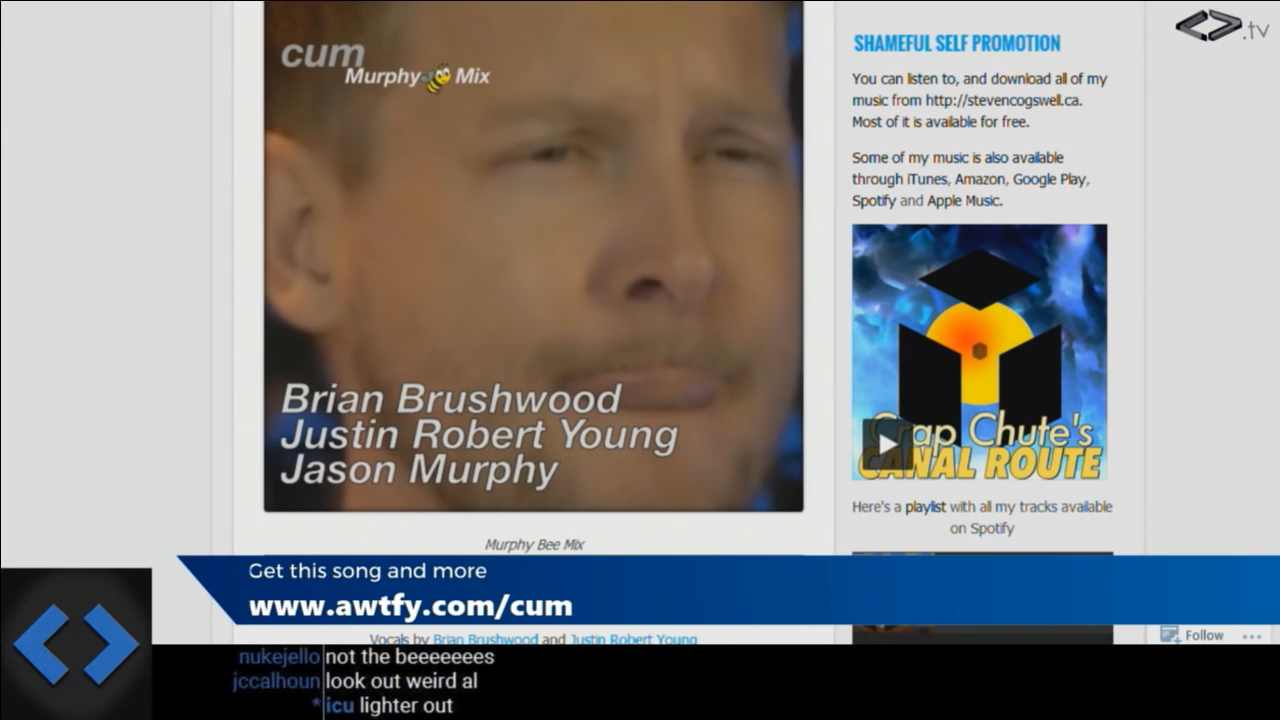 cum
Murphy Mix
Brian Brushwood
Justin Robert Young
Jason Murphy
Murphy Bee Mix
Vocals by Brian Brushwood and Justin Robert Young
<>.tv
SHAMEFUL SELF PROMOTION
You can listen to, and download all of my
music from http://stevencogswell.ca.
Most of it is available for free.
Some of my music is also available
through iTunes, Amazon, Google Play,
Spotify and Apple Music.
Crap Chute's
CANAL ROUTE
Here's a playlist with all my tracks available
on Spotify
Follow
Get this song and more
www.awtfy.com/cum
nukejello not the beeeeeees
jccalhoun look out weird al
* icu lighter out